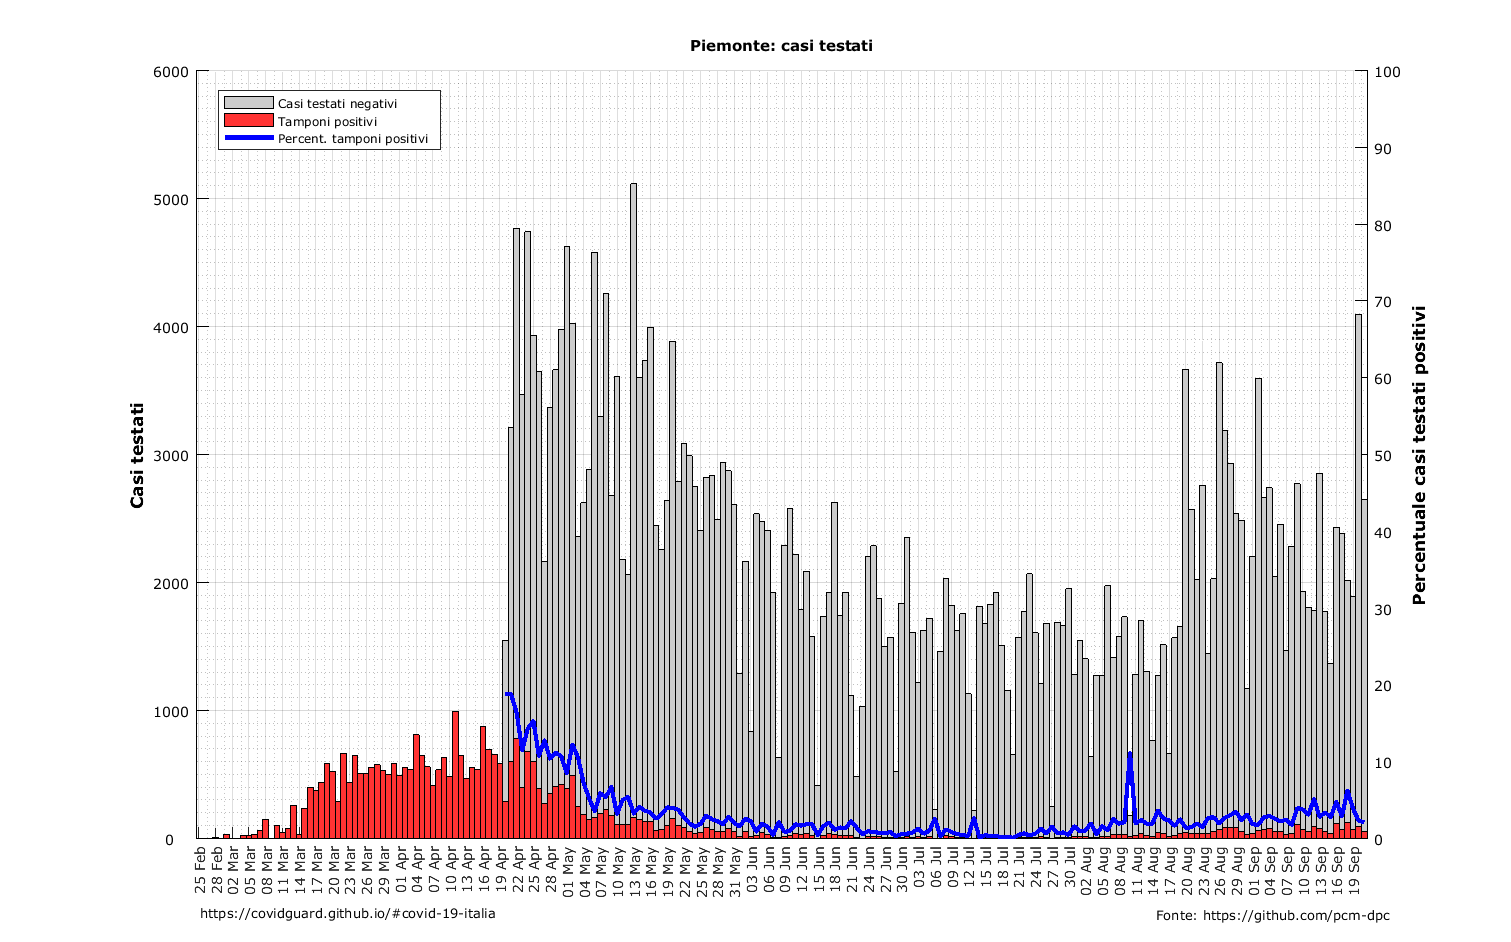 Piemonte: casi testati
Casi testati negativi
Tamponi positivi
Percent. tamponi positivi
Casi testati
6000
5000
4000
3000
2000
1000
0
100
90
80
70
60
50
40
30
20
10
0
Percentuale casi testati positivi
25 Feb
28 Feb
02 Mar
05 Mar
08 Mar
11 Mar
14 Mar
17 Mar
20 Mar
23 Mar
26 Mar
29 Mar
01 Apr
04 Apr
07 Apr
10 Apr
13 Apr
16 Apr
19 Apr
22 Apr
25 Apr
28 Apr
01 May
04 May
07 May
10 May
13 May
16 May
19 May
22 May
25 May
28 May
31 May
03 Jun
06 Jun
09 Jun
12 Jun
15 Jun
18 Jun
21 Jun
24 Jun
27 Jun
30 Jun
03 Jul
06 Jul
09 Jul
12 Jul
15 Jul
18 Jul
21 Jul
24 Jul
27 Jul
30 Jul
02 Aug
05 Aug
08 Aug
11 Aug
14 Aug
17 Aug
20 Aug
23 Aug
26 Aug
29 Aug
01 Sep
04 Sep
07 Sep
10 Sep
13 Sep
16 Sep
19 Sep
https://covidguard.github.io/#covid-19-italia
Fonte: https://github.com/pcm-dpc